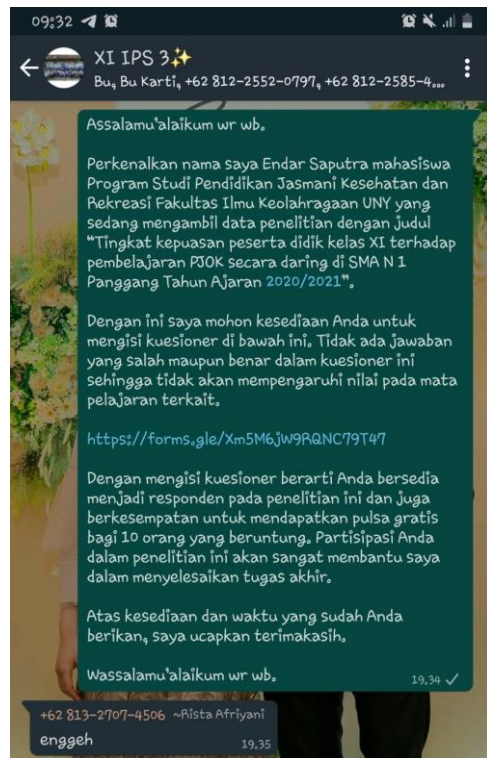 09:32
XI IPS 3✨
Bu, Bu Karti, +62 812-2552-0797, +62 812-2585-4...
Assalamu'alaikum wr wb.
Perkenalkan nama saya Endar Saputra mahasiswa
Program Studi Pendidikan Jasmani Kesehatan dan
Rekreasi Fakultas Ilmu Keolahragaan UNY yang
sedang mengambil data penelitian dengan judul
"Tingkat kepuasan peserta didik kelas XI terhadap
pembelajaran PJOK secara daring di SMA N 1
Panggang Tahun Ajaran 2020/2021".
Dengan ini saya mohon kesediaan Anda untuk
mengisi kuesioner di bawah ini. Tidak ada jawaban
yang salah maupun benar dalam kuesioner ini
sehingga tidak akan mempengaruhi nilai pada mata
pelajaran terkait.
https://forms.gle/Xm5M6jW9RQNC79T47
Dengan mengisi kuesioner berarti Anda bersedia
menjadi responden pada penelitian ini dan juga
berkesempatan untuk mendapatkan pulsa gratis
bagi 10 orang yang beruntung. Partisipasi Anda
dalam penelitian ini akan sangat membantu saya
dalam menyelesaikan tugas akhir.
Atas kesediaan dan waktu yang sudah Anda
berikan, saya ucapkan terimakasih.
Wassalamu'alaikum wr wb.
19.34 ✓
+62 813-2707-4506 ~Rista Afriyani
enggeh
19.35